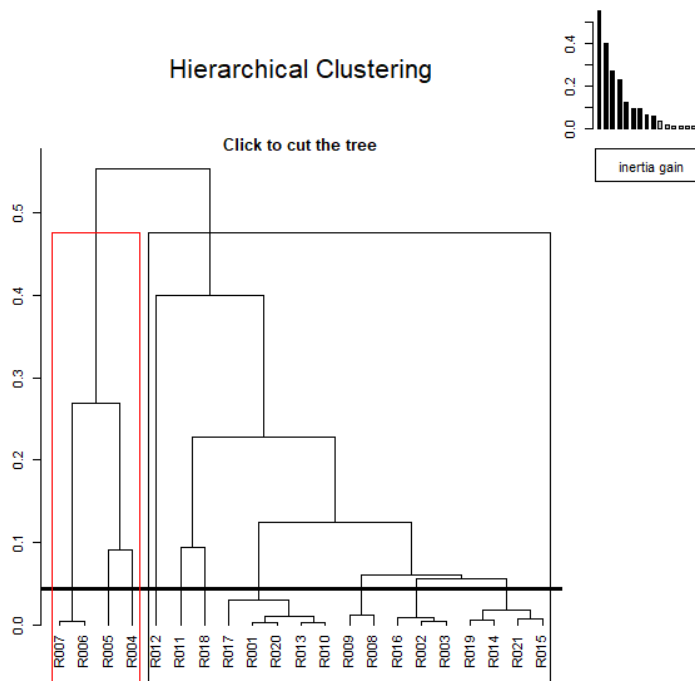 Hierarchical Clustering
Click to cut the tree
0.0 0.2 0.4
inertia gain
0.0 0.1 0.2 0.3 0.4 0.5
R007 R006 R005 R004 R012 R011 R018 R017 R001 R020 R013 R010 R009 R008 R016 R002 R003 R019 R014 R021 R015